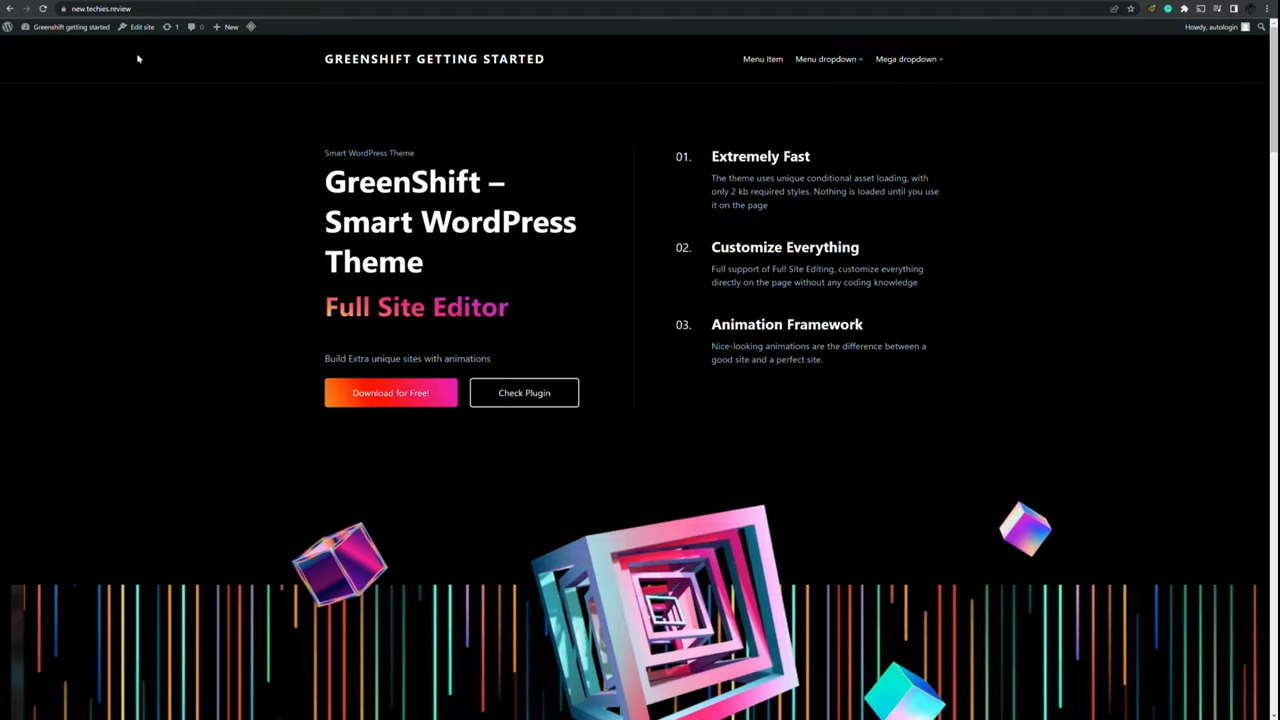 new.techies.review
Greenshift getting started Edit site 1 0 New Howdy, autologin
GREENSHIFT GETTING STARTED
Menu Item Menu dropdown Mega dropdown
Smart WordPress Theme
GreenShift –
Smart WordPress
Theme
Full Site Editor
Build Extra unique sites with animations
Download for Free! Check Plugin
01. Extremely Fast
The theme uses unique conditional asset loading, with
only 2 kb required styles. Nothing is loaded until you use
it on the page
02. Customize Everything
Full support of Full Site Editing, customize everything
directly on the page without any coding knowledge
03. Animation Framework
Nice-looking animations are the difference between a
good site and a perfect site.